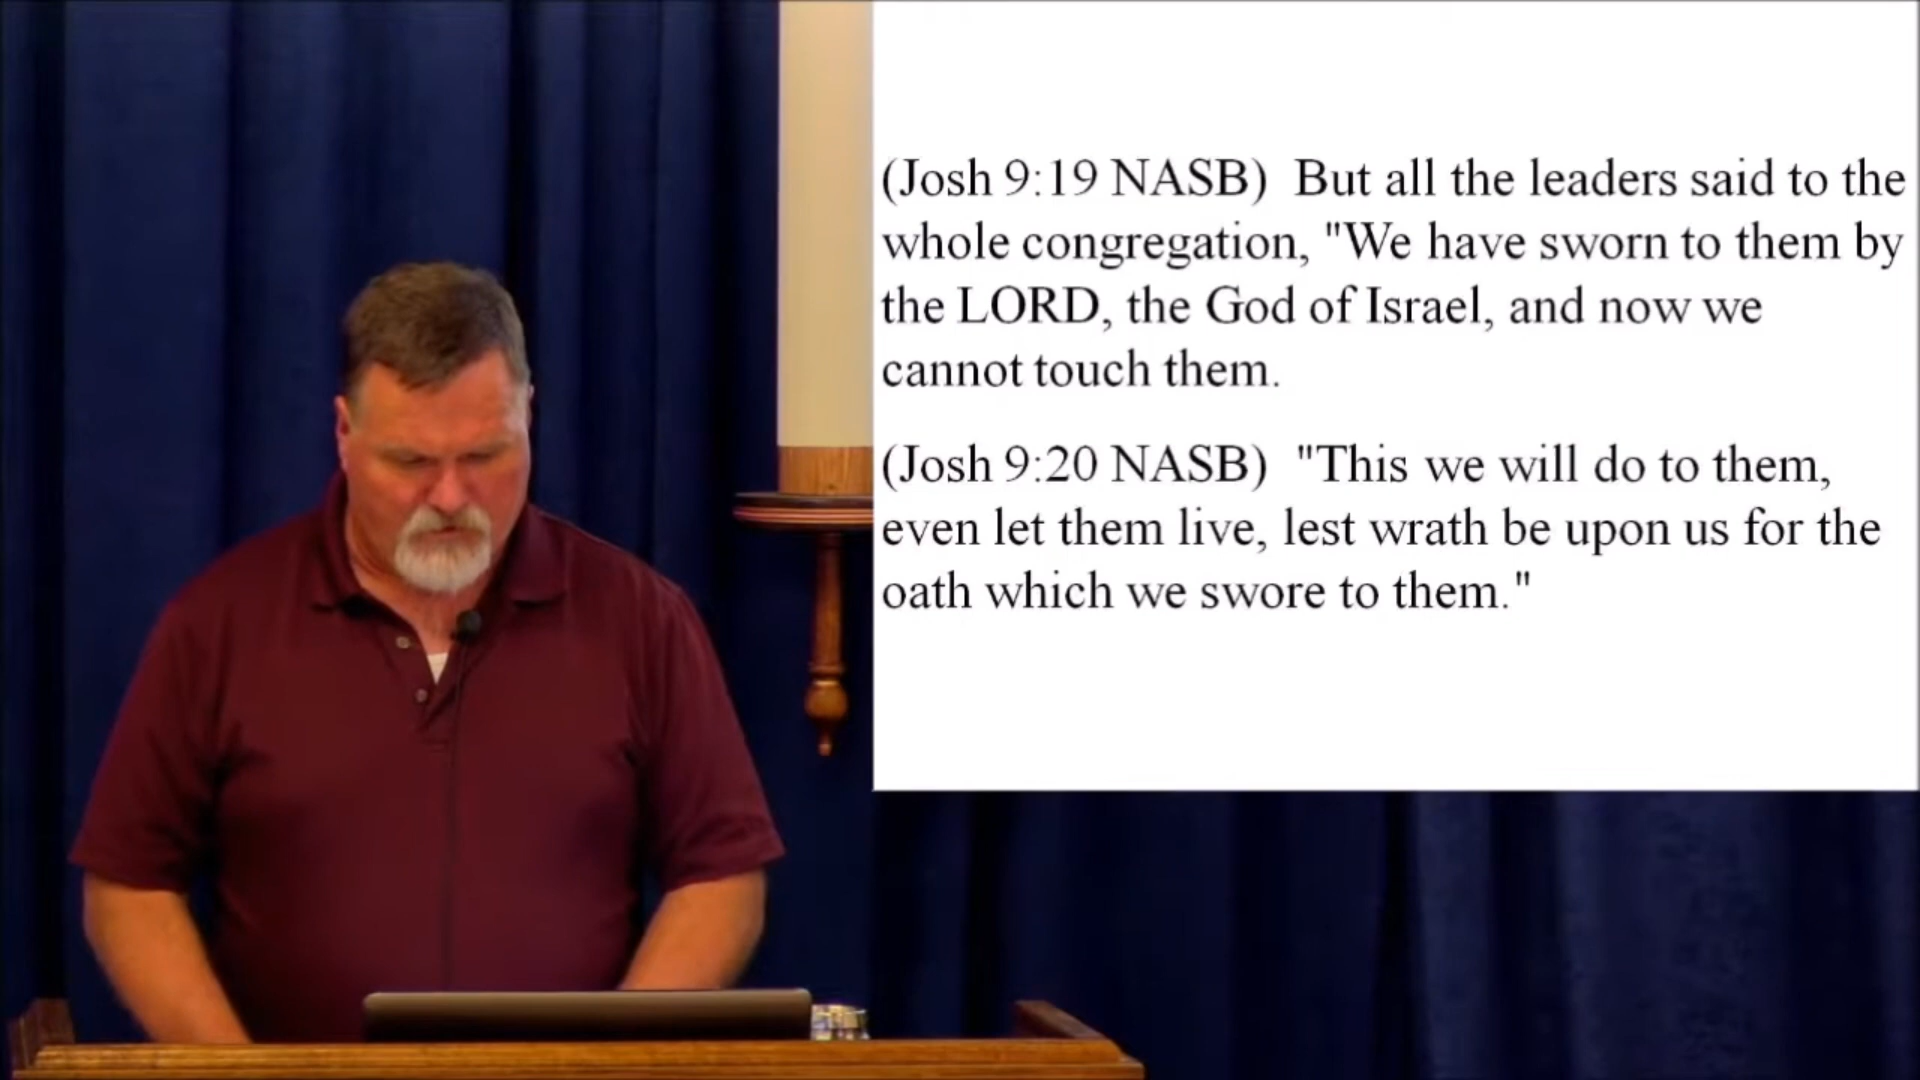 (Josh 9:19 NASB)  But all the leaders said to the
whole congregation, "We have sworn to them by
the LORD, the God of Israel, and now we
cannot touch them.
(Josh 9:20 NASB)  "This we will do to them,
even let them live, lest wrath be upon us for the
oath which we swore to them."